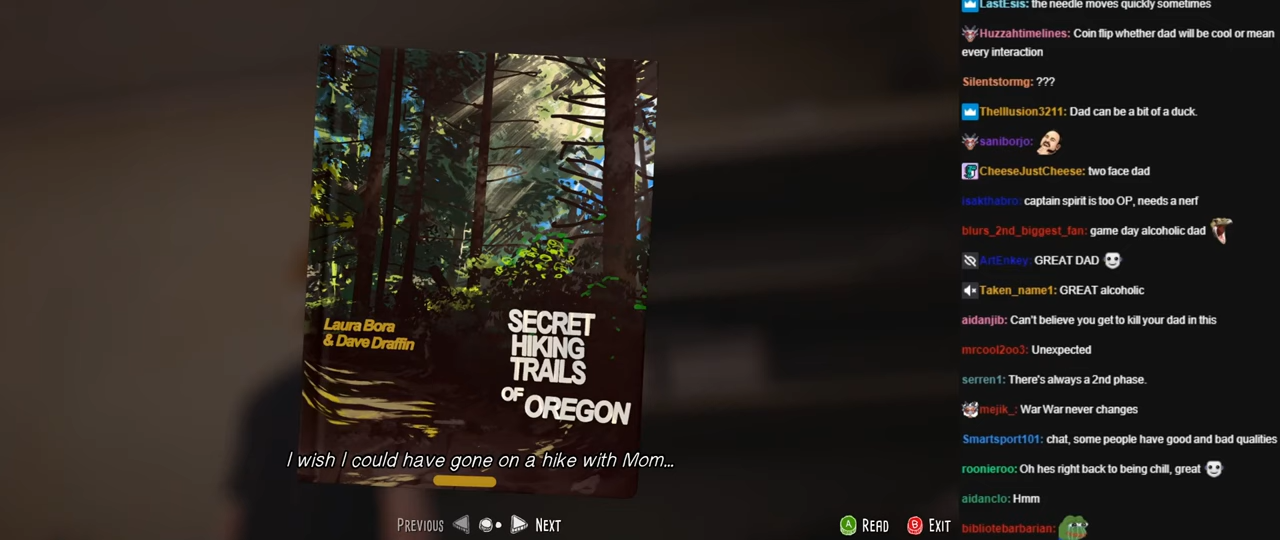 Laura Bora
& Dave Draffin
SECRET
HIKING
TRAILS
OF OREGON
I wish I could have gone on a hike with Mom...
PREVIOUS
NEXT
A READ
B EXIT
LastEsis: the needle moves quickly sometimes
Huzzahtimelines: Coin flip whether dad will be cool or mean
every interaction
Silentstormg: ???
TheIllusion3211: Dad can be a bit of a duck.
saniborjo:
CheeseJustCheese: two face dad
isakthabro: captain spirit is too OP, needs a nerf
blurs_2nd_biggest_fan: game day alcoholic dad
ArtEnkey: GREAT DAD
Taken_name1: GREAT alcoholic
aidanjib: Can't believe you get to kill your dad in this
mrcool2oo3: Unexpected
serren1: There's always a 2nd phase.
mejik_: War War never changes
Smartsport101: chat, some people have good and bad qualities
roonieroo: Oh hes right back to being chill, great
aidanclo: Hmm
bibliotebarbarian: